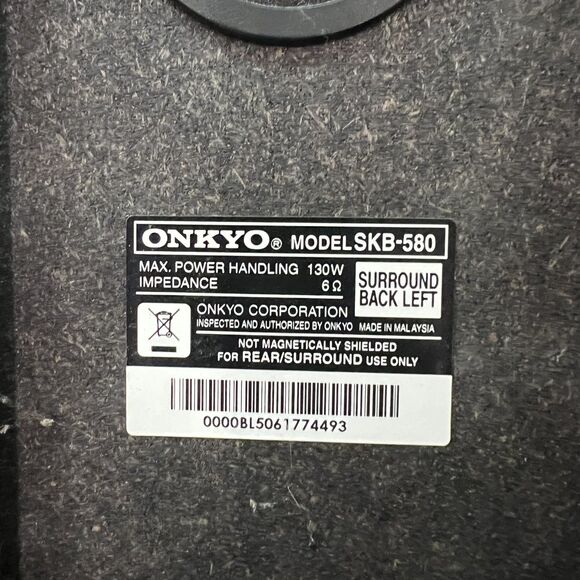 ONKYO® MODEL SKB-580
MAX. POWER HANDLING 130W
IMPEDANCE 6Ω
SURROUND
BACK LEFT
ONKYO CORPORATION
INSPECTED AND AUTHORIZED BY ONKYO MADE IN MALAYSIA
NOT MAGNETICALLY SHIELDED
FOR REAR/SURROUND USE ONLY
0000BL5061774493